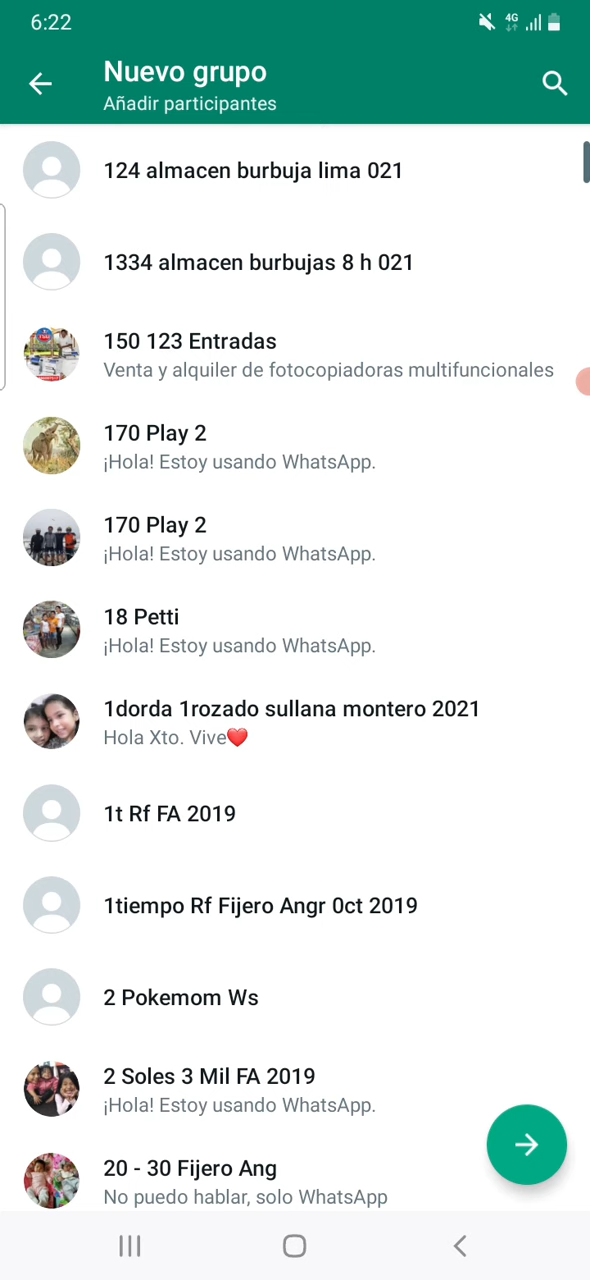 6:22
4G
Nuevo grupo
Añadir participantes
124 almacen burbuja lima 021
1334 almacen burbujas 8 h 021
150 123 Entradas
Venta y alquiler de fotocopiadoras multifuncionales
170 Play 2
¡Hola! Estoy usando WhatsApp.
170 Play 2
¡Hola! Estoy usando WhatsApp.
18 Petti
¡Hola! Estoy usando WhatsApp.
1dorda 1rozado sullana montero 2021
Hola Xto. Vive❤️
1t Rf FA 2019
1tiempo Rf Fijero Angr 0ct 2019
2 Pokemom Ws
2 Soles 3 Mil FA 2019
¡Hola! Estoy usando WhatsApp.
20 - 30 Fijero Ang
No puedo hablar, solo WhatsApp